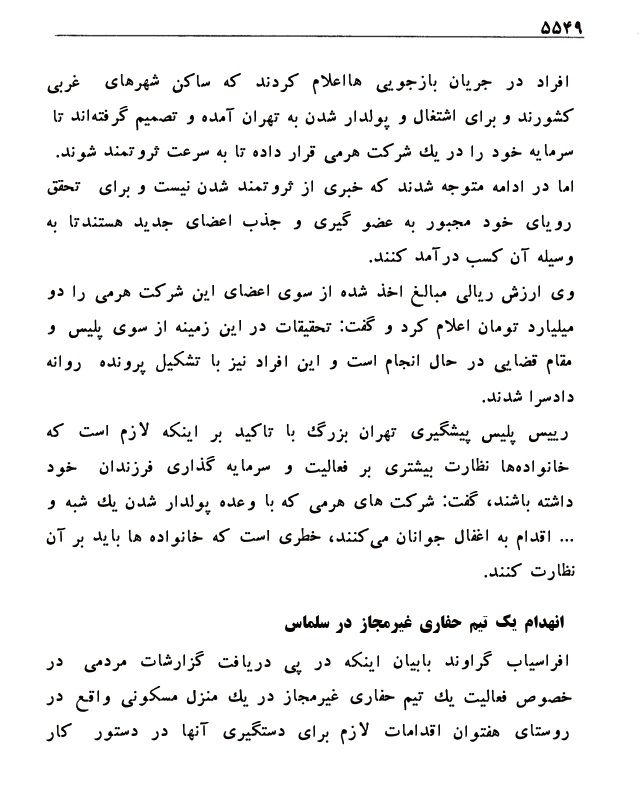 ۵۵۴۹
افراد در جریان بازجویی هااعلام کردند که ساکن شهرهای غربی
کشورند و برای اشتغال و پولدار شدن به تهران آمده و تصمیم گرفته‌اند تا
سرمایه خود را در یك شرکت هرمی قرار داده تا به سرعت ثروتمند شوند.
اما در ادامه متوجه شدند که خبری از ثروتمند شدن نیست و برای تحقق
رویای خود مجبور به عضو گیری و جذب اعضای جدید هستندتا به
وسیله آن کسب درآمد کنند.
وی ارزش ریالی مبالغ اخذ شده از سوی اعضای این شرکت هرمی را دو
میلیارد تومان اعلام کرد و گفت: تحقیقات در این زمینه از سوی پلیس و
مقام قضایی در حال انجام است و این افراد نیز با تشکیل پرونده روانه
دادسرا شدند.
رییس پلیس پیشگیری تهران بزرگ با تاکید بر اینکه لازم است که
خانواده‌ها نظارت بیشتری بر فعالیت و سرمایه گذاری فرزندان خود
داشته باشند، گفت: شرکت های هرمی که با وعده پولدار شدن یك شبه و
... اقدام به اغفال جوانان می‌کنند، خطری است که خانواده ها باید بر آن
نظارت کنند.
انهدام یک تیم حفاری غیرمجاز در سلماس
افراسیاب گراوند بابیان اینکه در پی دریافت گزارشات مردمی در
خصوص فعالیت یك تیم حفاری غیرمجاز در یك منزل مسکونی واقع در
روستای هفتوان اقدامات لازم برای دستگیری آنها در دستور کار